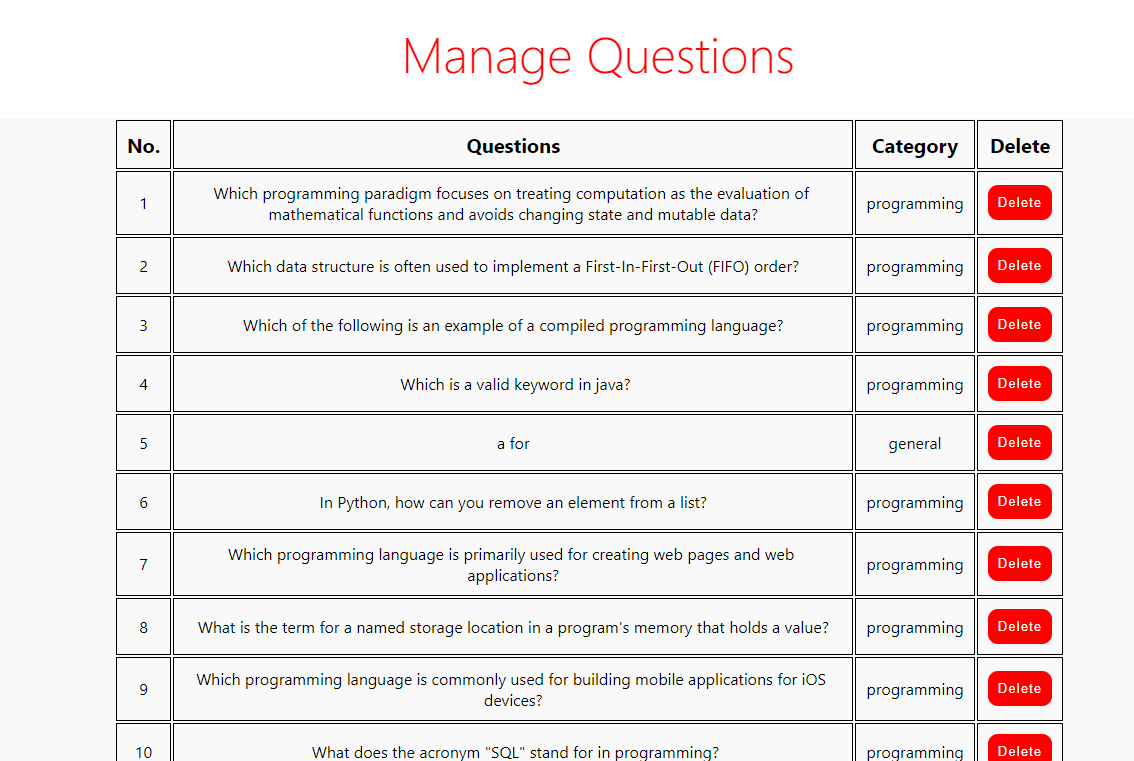 Manage Questions
No. Questions Category Delete
1 Which programming paradigm focuses on treating computation as the evaluation of
mathematical functions and avoids changing state and mutable data? programming Delete
2 Which data structure is often used to implement a First-In-First-Out (FIFO) order? programming Delete
3 Which of the following is an example of a compiled programming language? programming Delete
4 Which is a valid keyword in java? programming Delete
5 a for general Delete
6 In Python, how can you remove an element from a list? programming Delete
7 Which programming language is primarily used for creating web pages and web
applications? programming Delete
8 What is the term for a named storage location in a program's memory that holds a value? programming Delete
9 Which programming language is commonly used for building mobile applications for iOS
devices? programming Delete
10 What does the acronym "SQL" stand for in programming? programming Delete